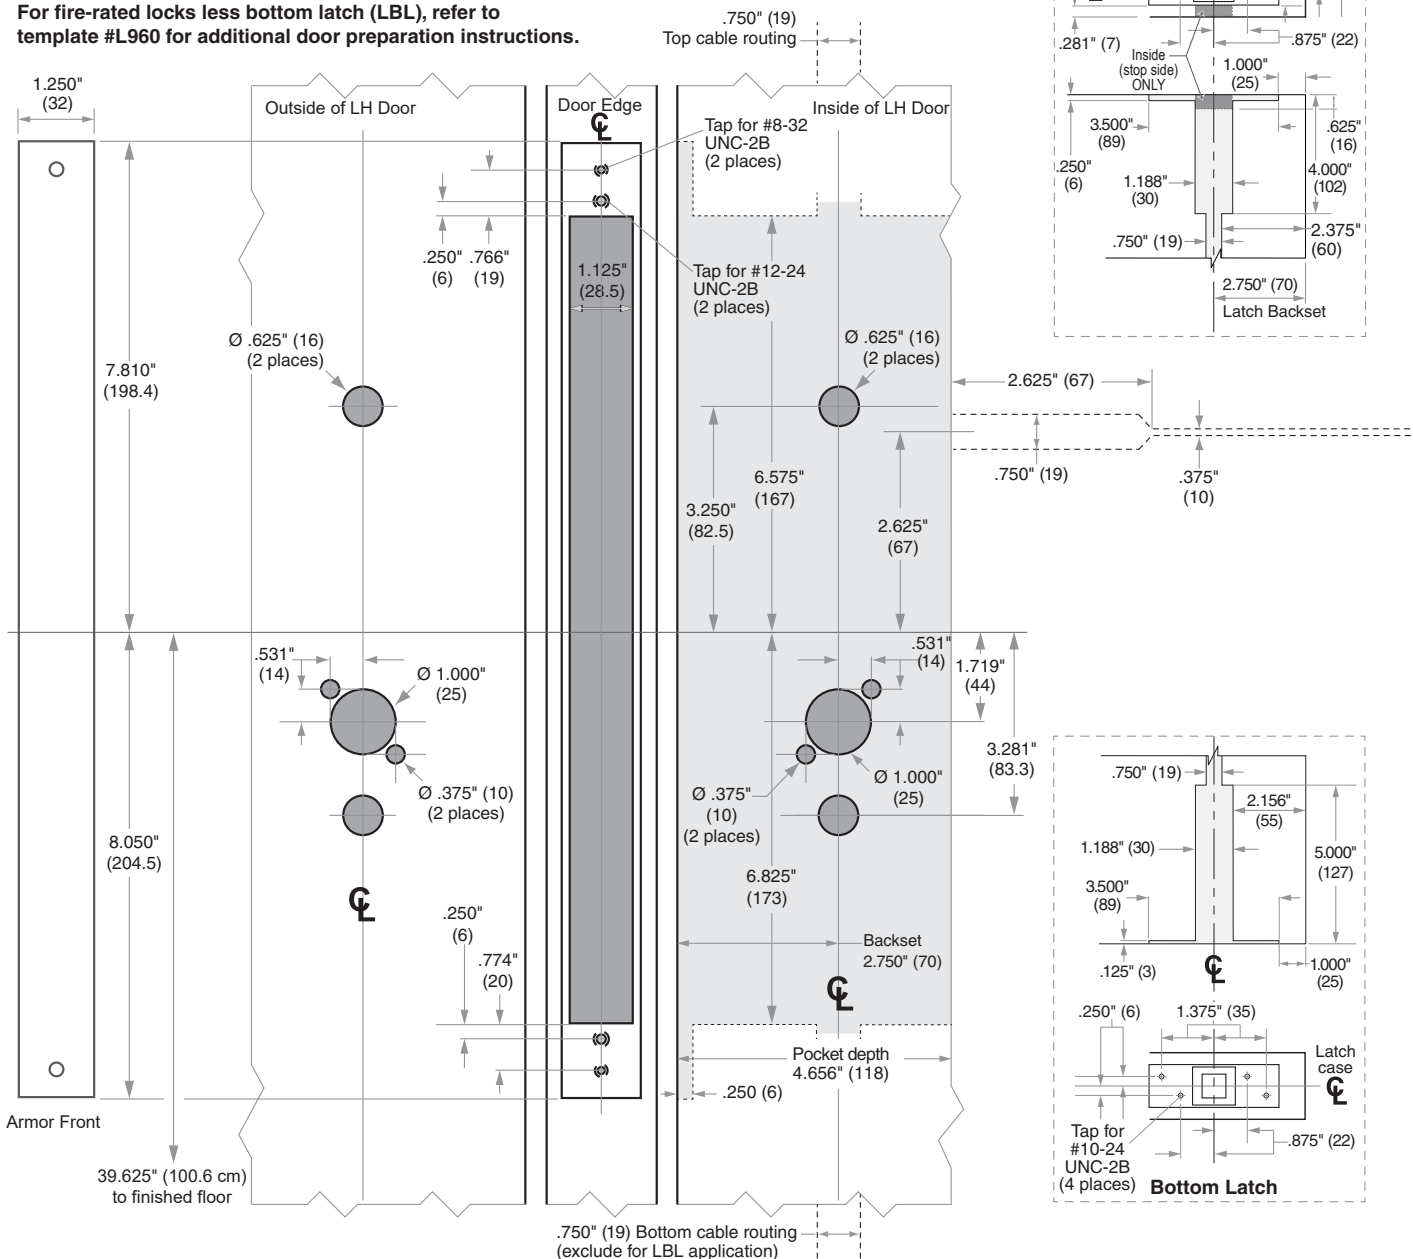 For fire-rated locks less bottom latch (LBL), refer to
template #L960 for additional door preparation instructions.
.750" (19)
Top cable routing
1.250"
(32)
Outside of LH Door
Door Edge
CL
Inside of LH Door
Tap for #8-32
UNC-2B
(2 places)
.250"
(6)
.766"
(19)
1.125"
(28.5)
Tap for #12-24
UNC-2B
(2 places)
Ø .625" (16)
(2 places)
Ø .625" (16)
(2 places)
7.810"
(198.4)
2.625" (67)
.750" (19)
.375"
(10)
6.575"
(167)
3.250"
(82.5)
2.625"
(67)
.531"
(14)
Ø 1.000"
(25)
.531"
(14)
1.719"
(44)
3.281"
(83.3)
Ø .375" (10)
(2 places)
Ø .375"
(10)
(2 places)
Ø 1.000"
(25)
8.050"
(204.5)
CL
6.825"
(173)
.250"
(6)
.774"
(20)
Backset
2.750" (70)
CL
Pocket depth
4.656" (118)
.250 (6)
Armor Front
39.625" (100.6 cm)
to finished floor
.750" (19) Bottom cable routing
(exclude for LBL application)
.281" (7)
.875" (22)
Inside
(stop side)
ONLY
1.000"
(25)
3.500"
(89)
.625"
(16)
.250"
(6)
1.188"
(30)
4.000"
(102)
.750" (19)
2.375"
(60)
2.750" (70)
Latch Backset
.750" (19)
2.156"
(55)
1.188" (30)
5.000"
(127)
3.500"
(89)
.125" (3)
CL
1.000"
(25)
.250" (6)
1.375" (35)
Latch
case
CL
Tap for
#10-24
UNC-2B
(4 places)
.875" (22)
Bottom Latch